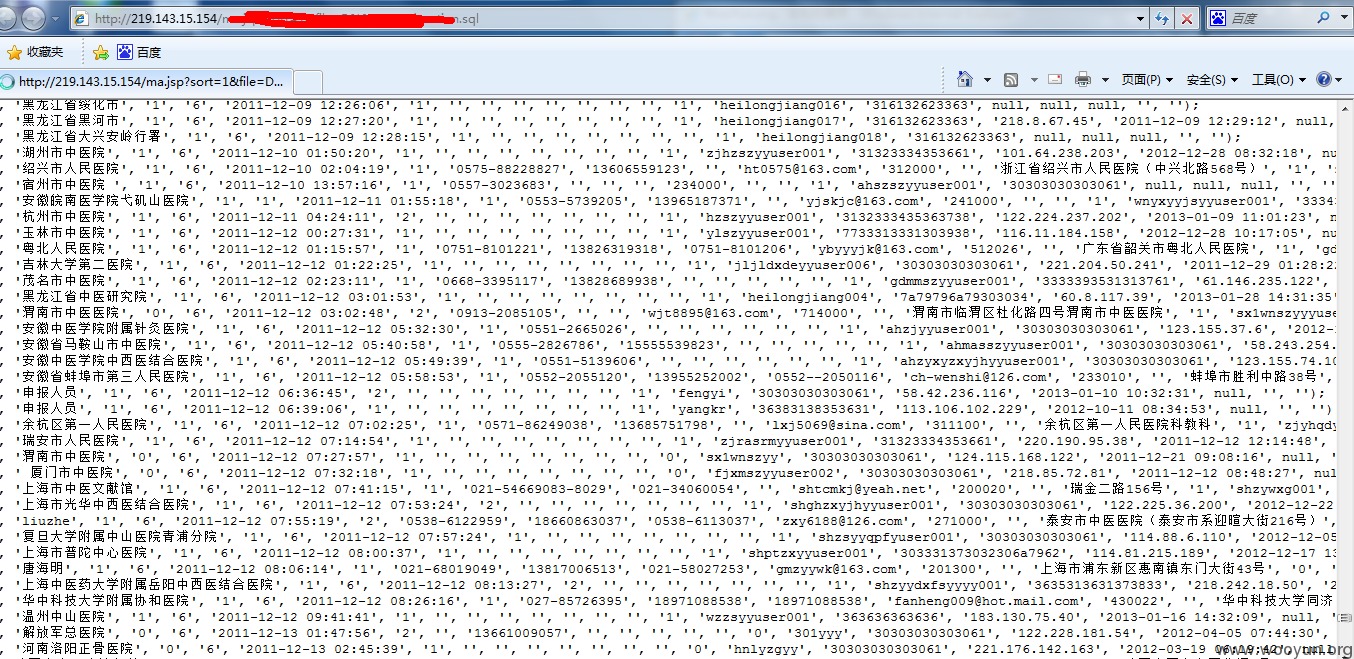 http://219.143.15.154/m tion.sql
百度
收藏夹 百度
http://219.143.15.154/ma.jsp?sort=1&file=D... 页面(P) 安全(S) 工具(O)
, '黑龙江省绥化市', '1', '6', '2011-12-09 12:26:06', '1', '', '', '', '', '', '1', 'heilongjiang016', '316132623363', null, null, null, '', '');
, '黑龙江省黑河市', '1', '6', '2011-12-09 12:27:20', '1', '', '', '', '', '', '1', 'heilongjiang017', '316132623363', '218.8.67.45', '2011-12-09 12:29:12', null,
, '黑龙江省大兴安岭行署', '1', '6', '2011-12-09 12:28:15', '1', '', '', '', '', '', '1', 'heilongjiang018', '316132623363', null, null, null, '', '');
, '湖州市中医院', '1', '6', '2011-12-10 01:50:20', '1', '', '', '', '', '', '', '1', 'zjhzszyyuser001', '31323334353661', '101.64.238.203', '2012-12-28 08:32:18', nu
, '绍兴市人民医院', '1', '6', '2011-12-10 02:04:19', '1', '0575-88228827', '13606559123', '', 'ht0575@163.com', '312000', '', '浙江省绍兴市人民医院（中兴北路568号）', '1', 's
, '宿州市中医院 ', '1', '6', '2011-12-10 13:57:16', '1', '0557-3023683', '', '', '', '234000', '', '', '1', 'ahszszyyuser001', '30303030303061', null, null, null, '', '
, '安徽皖南医学院弋矶山医院', '1', '1', '2011-12-11 01:55:18', '1', '0553-5739205', '13965187371', '', 'yjskjc@163.com', '241000', '', '', '1', 'wnyxyyjsyyuser001', '3334
, '杭州市中医院', '1', '1', '2011-12-11 04:24:11', '2', '', '', '', '', '', '', '1', 'hzszyyuser001', '3132333435363738', '122.224.237.202', '2013-01-09 11:01:23', n
, '玉林市中医院', '1', '6', '2011-12-12 00:27:31', '1', '', '', '', '', '', '', '1', 'ylszyyuser001', '7733313331303938', '116.11.184.158', '2012-12-28 10:17:05', nu
, '粤北人民医院', '1', '6', '2011-12-12 01:15:57', '1', '0751-8101221', '13826319318', '0751-8101206', 'ybyyyjk@163.com', '512026', '', '广东省韶关市粤北人民医院', '1', 'gd
, '吉林大学第二医院', '1', '6', '2011-12-12 01:22:25', '1', '', '', '', '', '', '', '1', 'jljldxdeyyuser006', '30303030303061', '221.204.50.241', '2011-12-29 01:28:2
, '茂名市中医院', '1', '6', '2011-12-12 02:23:11', '1', '0668-3395117', '13828689938', '', '', '', '', '', '1', 'gdmmszyyuser001', '33333935313137​61', '61.146.235.122',
, '黑龙江省中医研究院', '1', '6', '2011-12-12 03:01:53', '1', '', '', '', '', '', '', '1', 'heilongjiang004', '7a79796a79303034', '60.8.117.39', '2013-01-28 14:31:35'
, '渭南市中医院', '0', '6', '2011-12-12 03:02:48', '2', '0913-2085105', '', '', 'wjt8895@163.com', '714000', '', '渭南市临渭区杜化路四号渭南市中医医院', '1', 'sx1wnszyyuse
, '安徽中医学院附属针灸医院', '1', '6', '2011-12-12 05:32:30', '1', '0551-2665026', '', '', '', '', '', '', '1', 'ahzjyyuser001', '30303030303061', '123.155.37.6', '2012-
, '安徽省马鞍山市中医院', '1', '6', '2011-12-12 05:40:58', '1', '0555-2826786', '15555539823', '', '', '', '', '', '1', 'ahmasszyyuser001', '30303030303061', '58.243.254.
, '安徽中医学院中西医结合医院', '1', '6', '2011-12-12 05:49:39', '1', '0551-5139606', '', '', '', '', '', '', '1', 'ahzyxyzxyjhyyuser001', '30303030303061', '123.155.74.10
, '安徽省蚌埠市第三人民医院', '1', '6', '2011-12-12 05:58:53', '1', '0552-2055120', '13955252002', '0552--2050116', 'ch-wenshi@126.com', '233010', '', '蚌埠市胜利中路38号',
, '申报人员', '1', '6', '2011-12-12 06:36:45', '2', '', '', '', '', '', '', '1', 'fengyi', '30303030303061', '58.42.236.116', '2013-01-10 10:32:31', null, '', '');
, '申报人员', '1', '6', '2011-12-12 06:39:06', '1', '', '', '', '', '', '', '1', 'yangkr', '36383138353631', '113.106.102.229', '2012-10-11 08:34:53', null, '', '')
, '余杭区第一人民医院', '1', '6', '2011-12-12 07:02:25', '1', '0571-86249038', '13685751798', '', 'lxj5069@sina.com', '311100', '', '余杭区第一人民医院科教科', '1', 'zjyhqdy
, '瑞安市人民医院', '1', '6', '2011-12-12 07:14:54', '1', '', '', '', '', '', '', '1', 'zjrasrmyyuser001', '31323334353661', '220.190.95.38', '2011-12-12 12:14:48',
, '渭南市中医院', '0', '6', '2011-12-12 07:27:57', '1', '', '', '', '', '', '', '0', 'sx1wnszyy', '30303030303061', '124.115.168.122', '2011-12-21 09:08:16', null, '
, ' 厦门市中医院', '0', '6', '2011-12-12 07:32:18', '1', '', '', '', '', '', '', '0', 'fjxmszyyuser002', '30303030303061', '218.85.72.81', '2011-12-12 08:48:27', nul
, '上海市中医文献馆', '1', '6', '2011-12-12 07:41:15', '1', '021-54669083-8029', '021-34060054', '', 'shtcmkj@yeah.net', '200020', '', '瑞金二路156号', '1', 'shzywxg001',
, '上海市光华中西医结合医院', '1', '6', '2011-12-12 07:53:24', '2', '', '', '', '', '', '', '1', 'shghzxyjhyyuser001', '30303030303061', '122.225.36.200', '2012-12-22
, 'liuzhe', '1', '6', '2011-12-12 07:55:19', '2', '0538-6122959', '18660863037', '0538-6113037', 'zxy6188@126.com', '271000', '', '泰安市中医医院（泰安市迎暄大街216号）',
, '复旦大学附属中山医院青浦分院', '1', '6', '2011-12-12 07:57:24', '1', '', '', '', '', '', '', '1', 'shzsyyqpfyuser001', '30303030303061', '114.88.6.110', '2012-12-05
, '上海市普陀中心医院', '1', '6', '2011-12-12 08:00:37', '1', '', '', '', '', '', '', '1', 'shptzxyyuser001', '303331373032306a7962', '114.81.215.189', '2012-12-17 13
, '唐海明', '1', '6', '2011-12-12 08:06:14', '1', '021-68019049', '13817006513', '021-58027253', 'gmzyywk@163.com', '201300', '', '上海市浦东新区惠南镇东门大街43号', '0', '
, '上海中医药大学附属岳阳中西医结合医院', '1', '6', '2011-12-12 08:13:27', '2', '', '', '', '', '', '', '1', 'shzyydxfsyyyyy001', '36353136313738​33', '218.242.18.50', '2
, '华中科技大学附属协和医院', '1', '6', '2011-12-12 08:26:16', '1', '027-85726395', '18971088538', '18971088538', 'fanheng009@hot.mail.com', '430022', '', '华中科技大学同济
, '温州中山医院', '1', '6', '2011-12-12 09:41:41', '1', '', '', '', '', '', '', '1', 'wzzsyyuser001', '363636363636', '183.130.75.40', '2013-01-16 14:32:09', null, '
, '解放军总医院', '0', '6', '2011-12-13 01:47:56', '2', '', '13661009057', '', '', '', '', '', '0', '301yyy', '30303030303061', '122.228.181.54', '2012-04-05 07:44:30',
, '河南洛阳正骨医院', '0', '6', '2011-12-13 02:45:39', '1', '', '', '', '', '', '', '0', 'hnlyzgyy', '30303030303061', '221.176.142.163', '2012-03-19 06:19:42', null,
www.wooyun.org